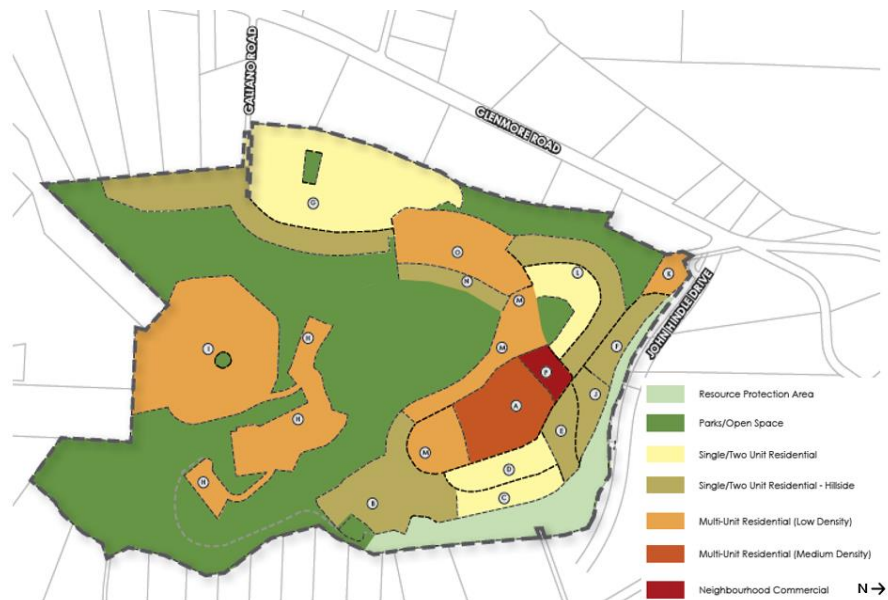 GALIANO ROAD
GLENMORE ROAD
JOHN HINDLE DRIVE
G
O
L
K
N
M
F
I
H
M
P
J
A
H
E
M
D
H
B
C
Resource Protection Area
Parks/Open Space
Single/Two Unit Residential
Single/Two Unit Residential - Hillside
Multi-Unit Residential (Low Density)
Multi-Unit Residential (Medium Density)
Neighbourhood Commercial
N